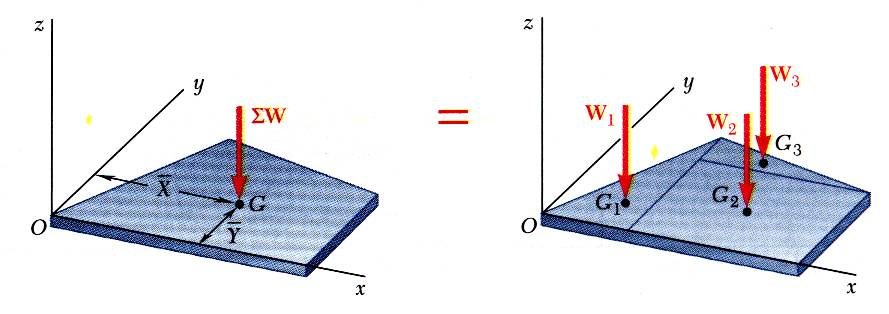 z
y
ΣW
X̄
G
O
Ȳ
x
=
z
y
W₃
W₁
W₂
G₃
G₁
G₂
O
x